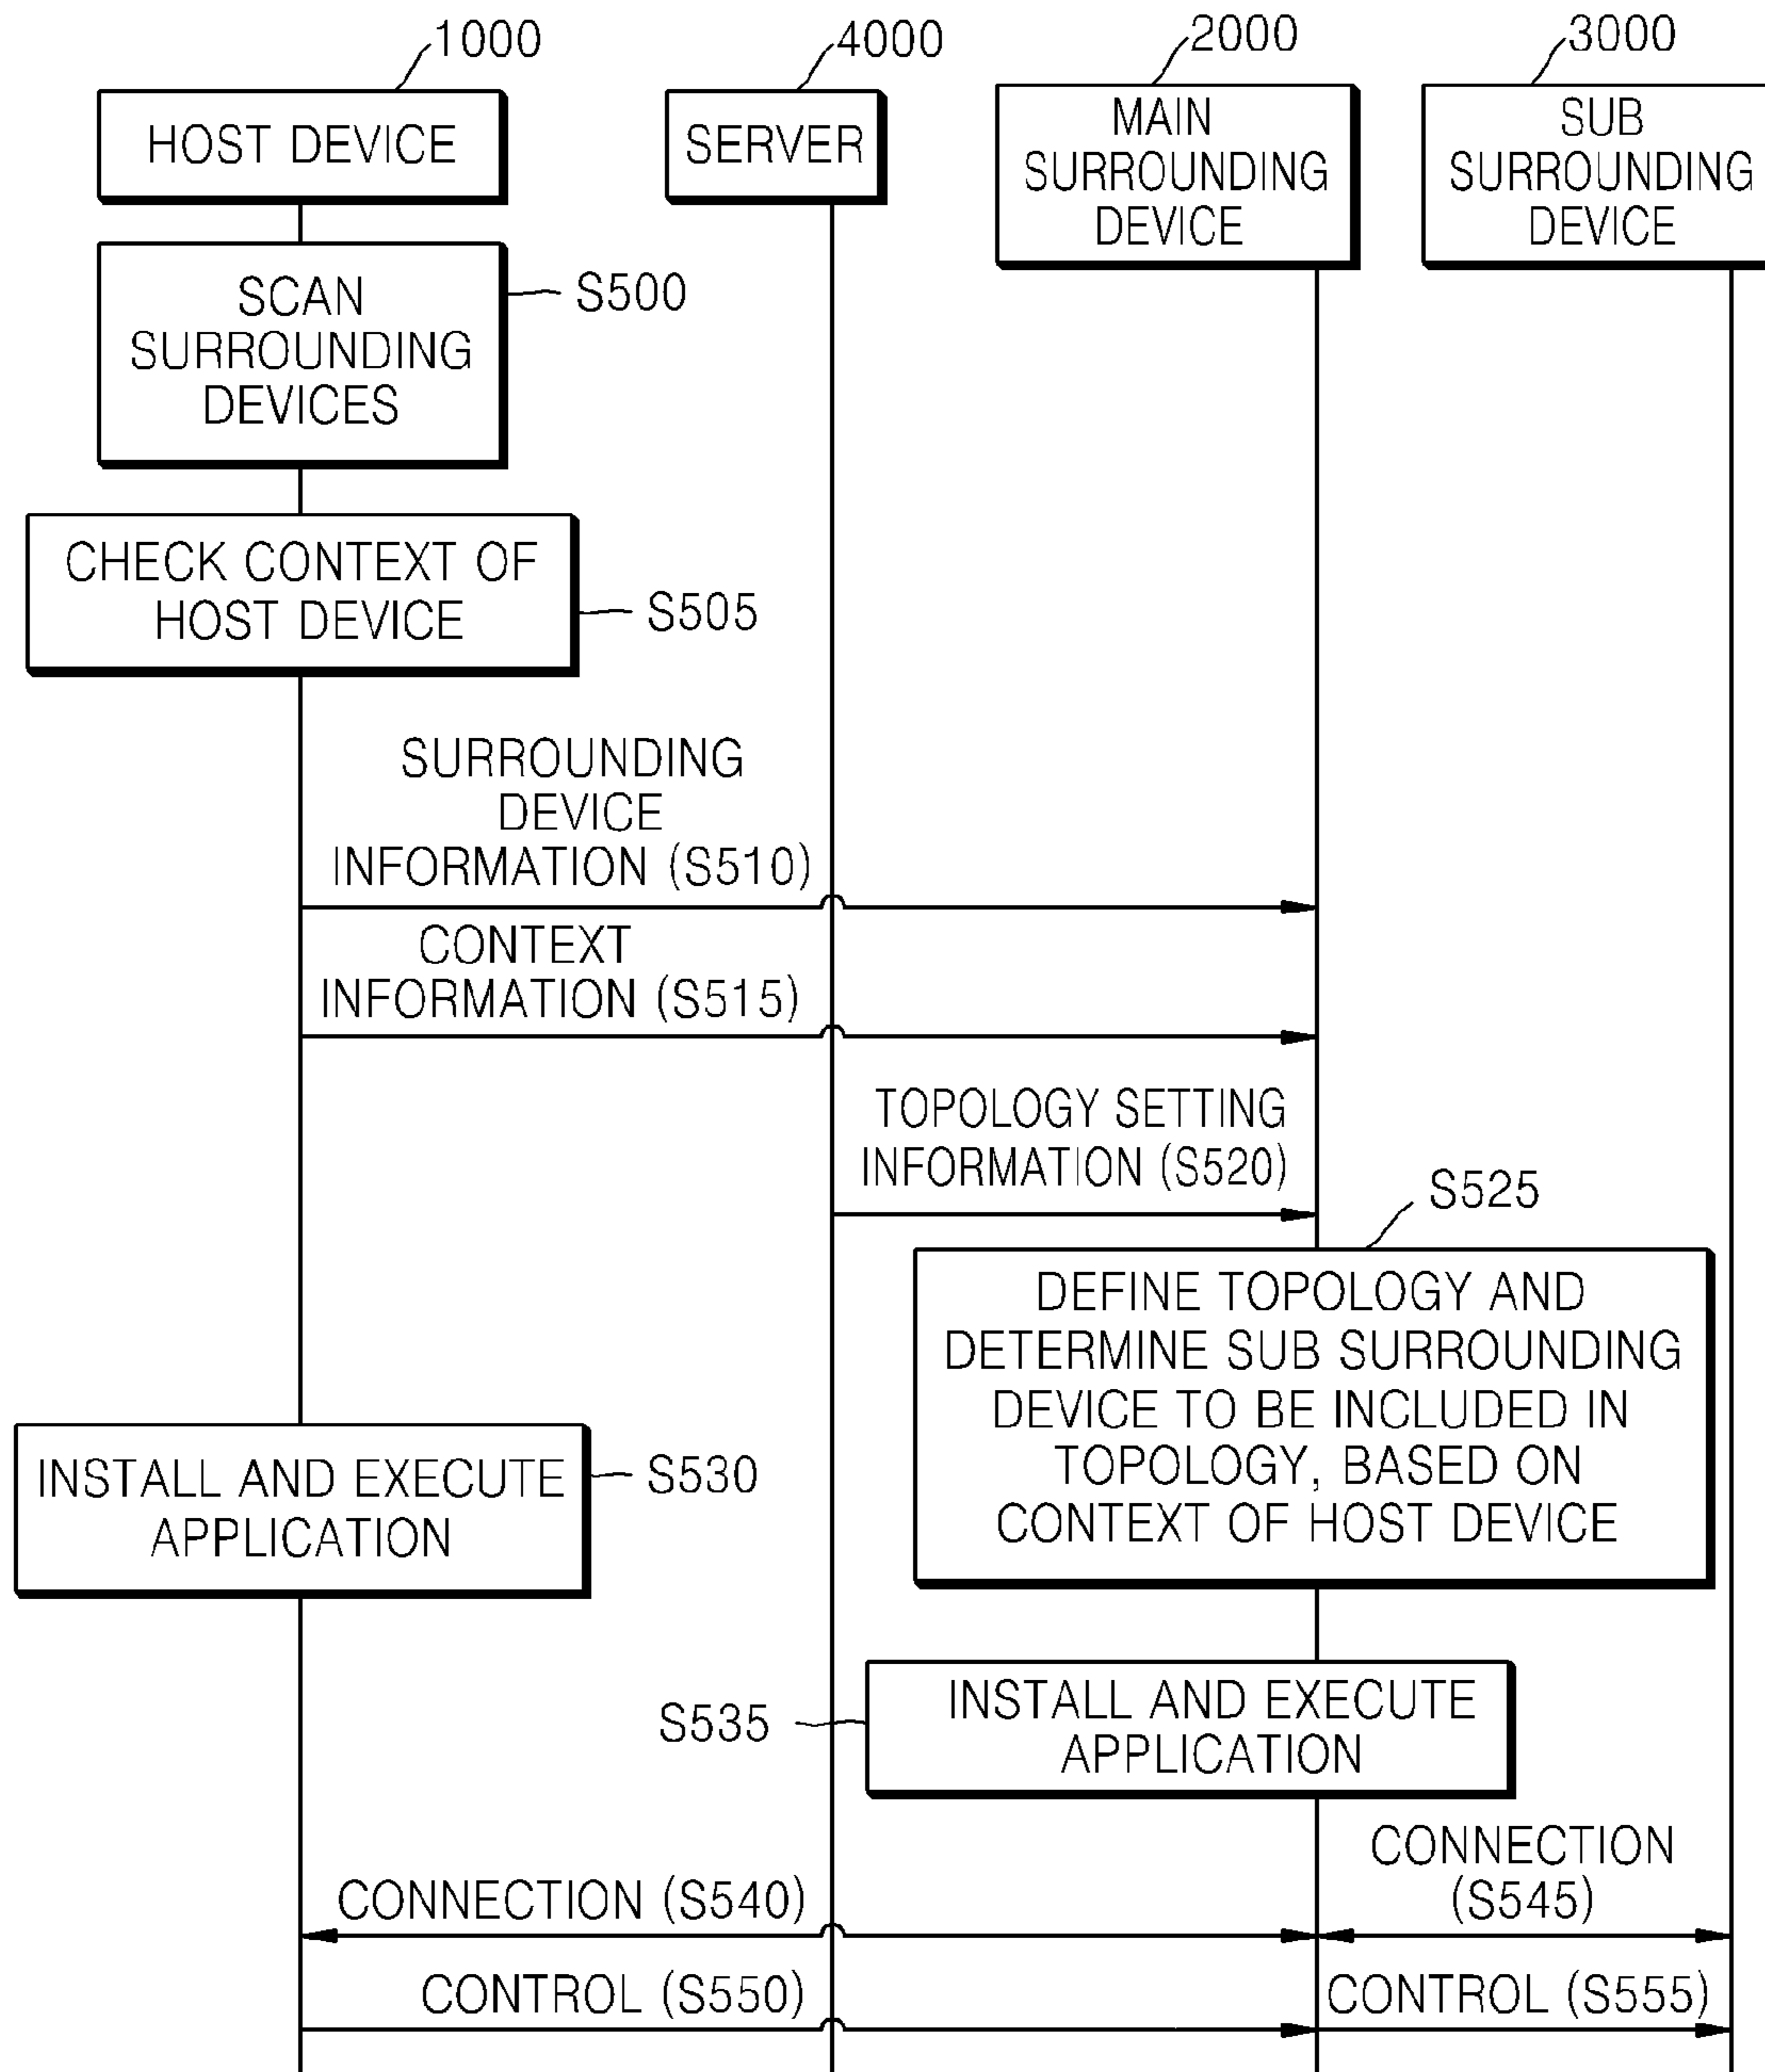 1000
4000
2000
3000
HOST DEVICE
SERVER
MAIN
SURROUNDING
DEVICE
SUB
SURROUNDING
DEVICE
SCAN
SURROUNDING
DEVICES
S500
CHECK CONTEXT OF
HOST DEVICE
S505
SURROUNDING
DEVICE
INFORMATION (S510)
CONTEXT
INFORMATION (S515)
TOPOLOGY SETTING
INFORMATION (S520)
S525
DEFINE TOPOLOGY AND
DETERMINE SUB SURROUNDING
DEVICE TO BE INCLUDED IN
TOPOLOGY, BASED ON
CONTEXT OF HOST DEVICE
INSTALL AND EXECUTE
APPLICATION
S530
S535
INSTALL AND EXECUTE
APPLICATION
CONNECTION (S540)
CONNECTION
(S545)
CONTROL (S550)
CONTROL (S555)